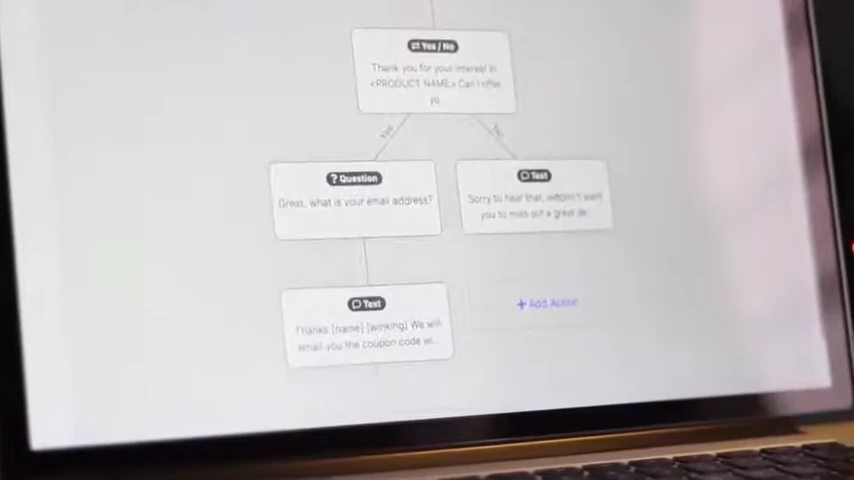 Yes / No
Thank you for your interest in
<PRODUCT NAME> Can I offer
yo...
Yes
No
? Question
Great, what is your email address?
Text
Sorry to hear that, we don't want
you to miss out a great de...
Text
Thanks [name] [winking] We will
email you the coupon code wi...
+ Add Action